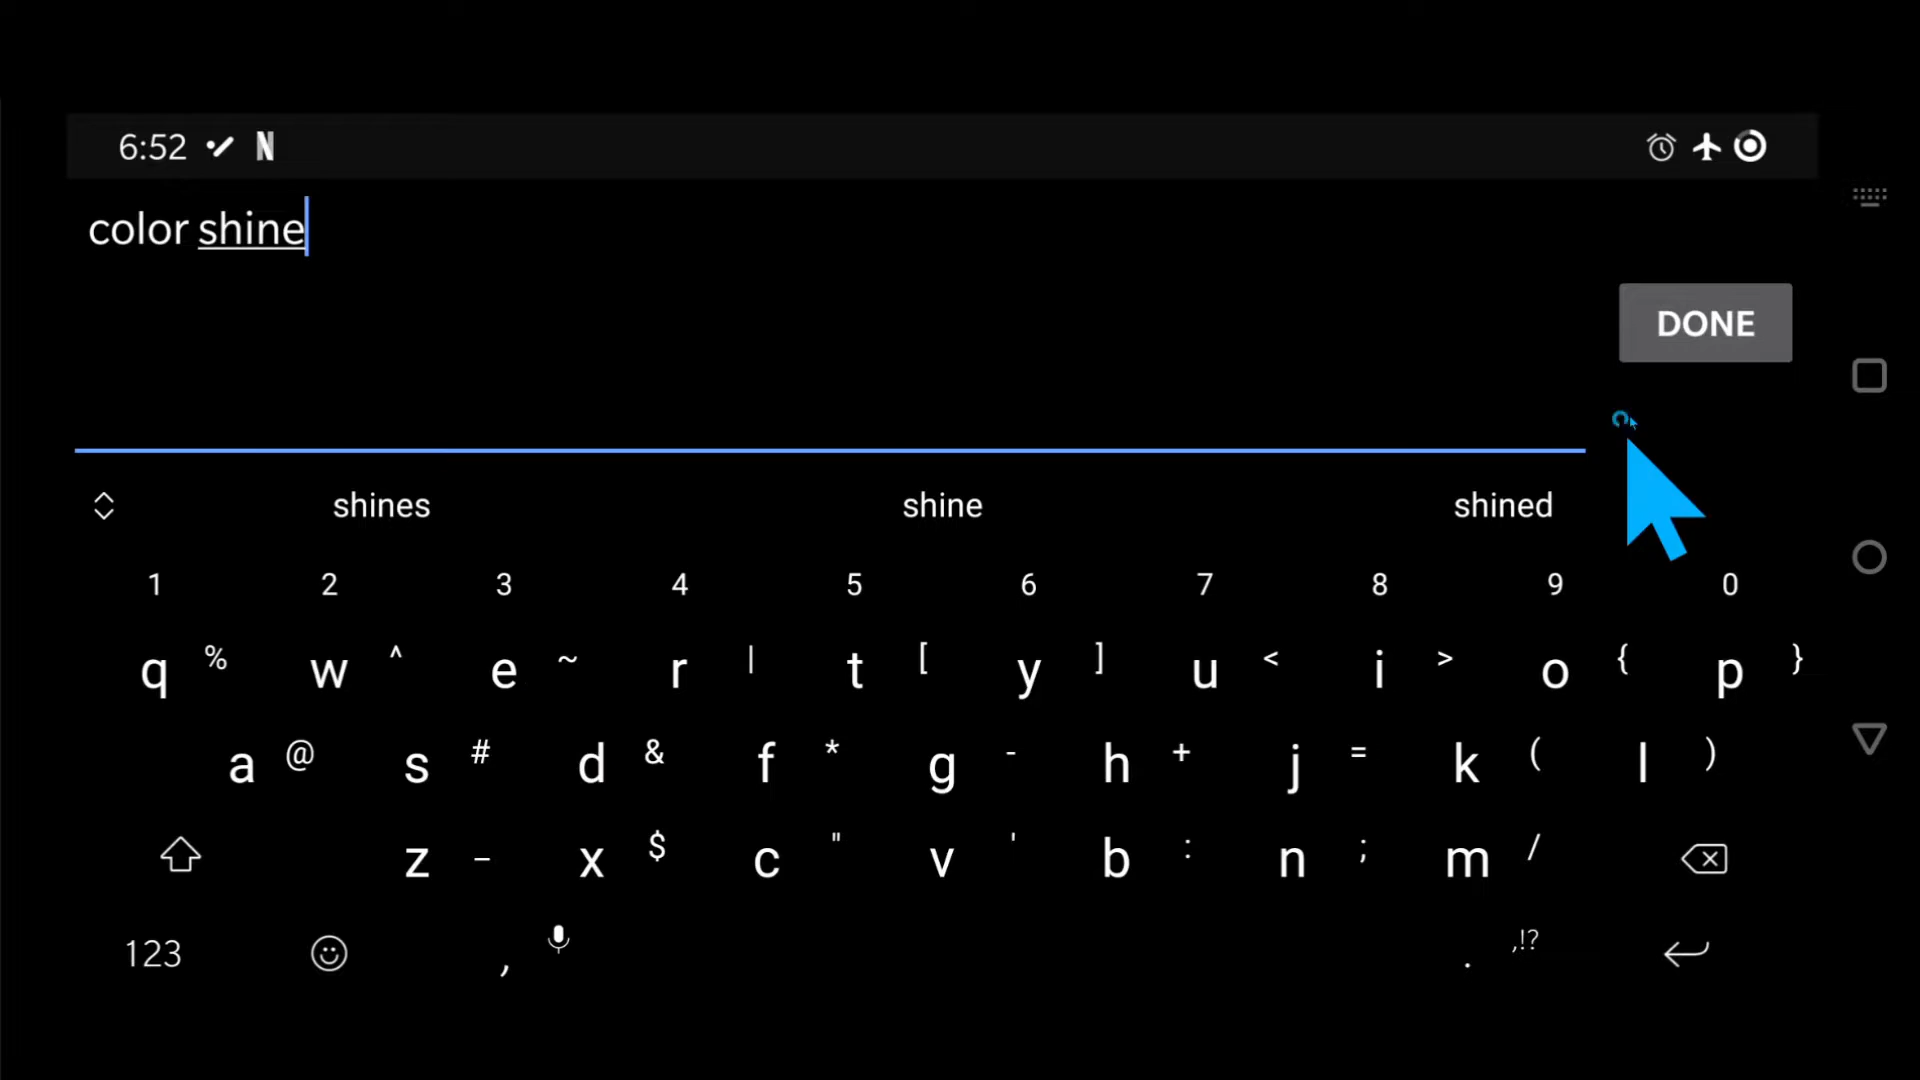 6:52 N
color shine
DONE
shines shine shined
1 2 3 4 5 6 7 8 9 0
q % w ^ e ~ r | t [ y ] u < i > o { p }
a @ s # d & f * g - h + j = k ( l )
z _ x $ c " v ' b : n ; m /
123 , . ,!?